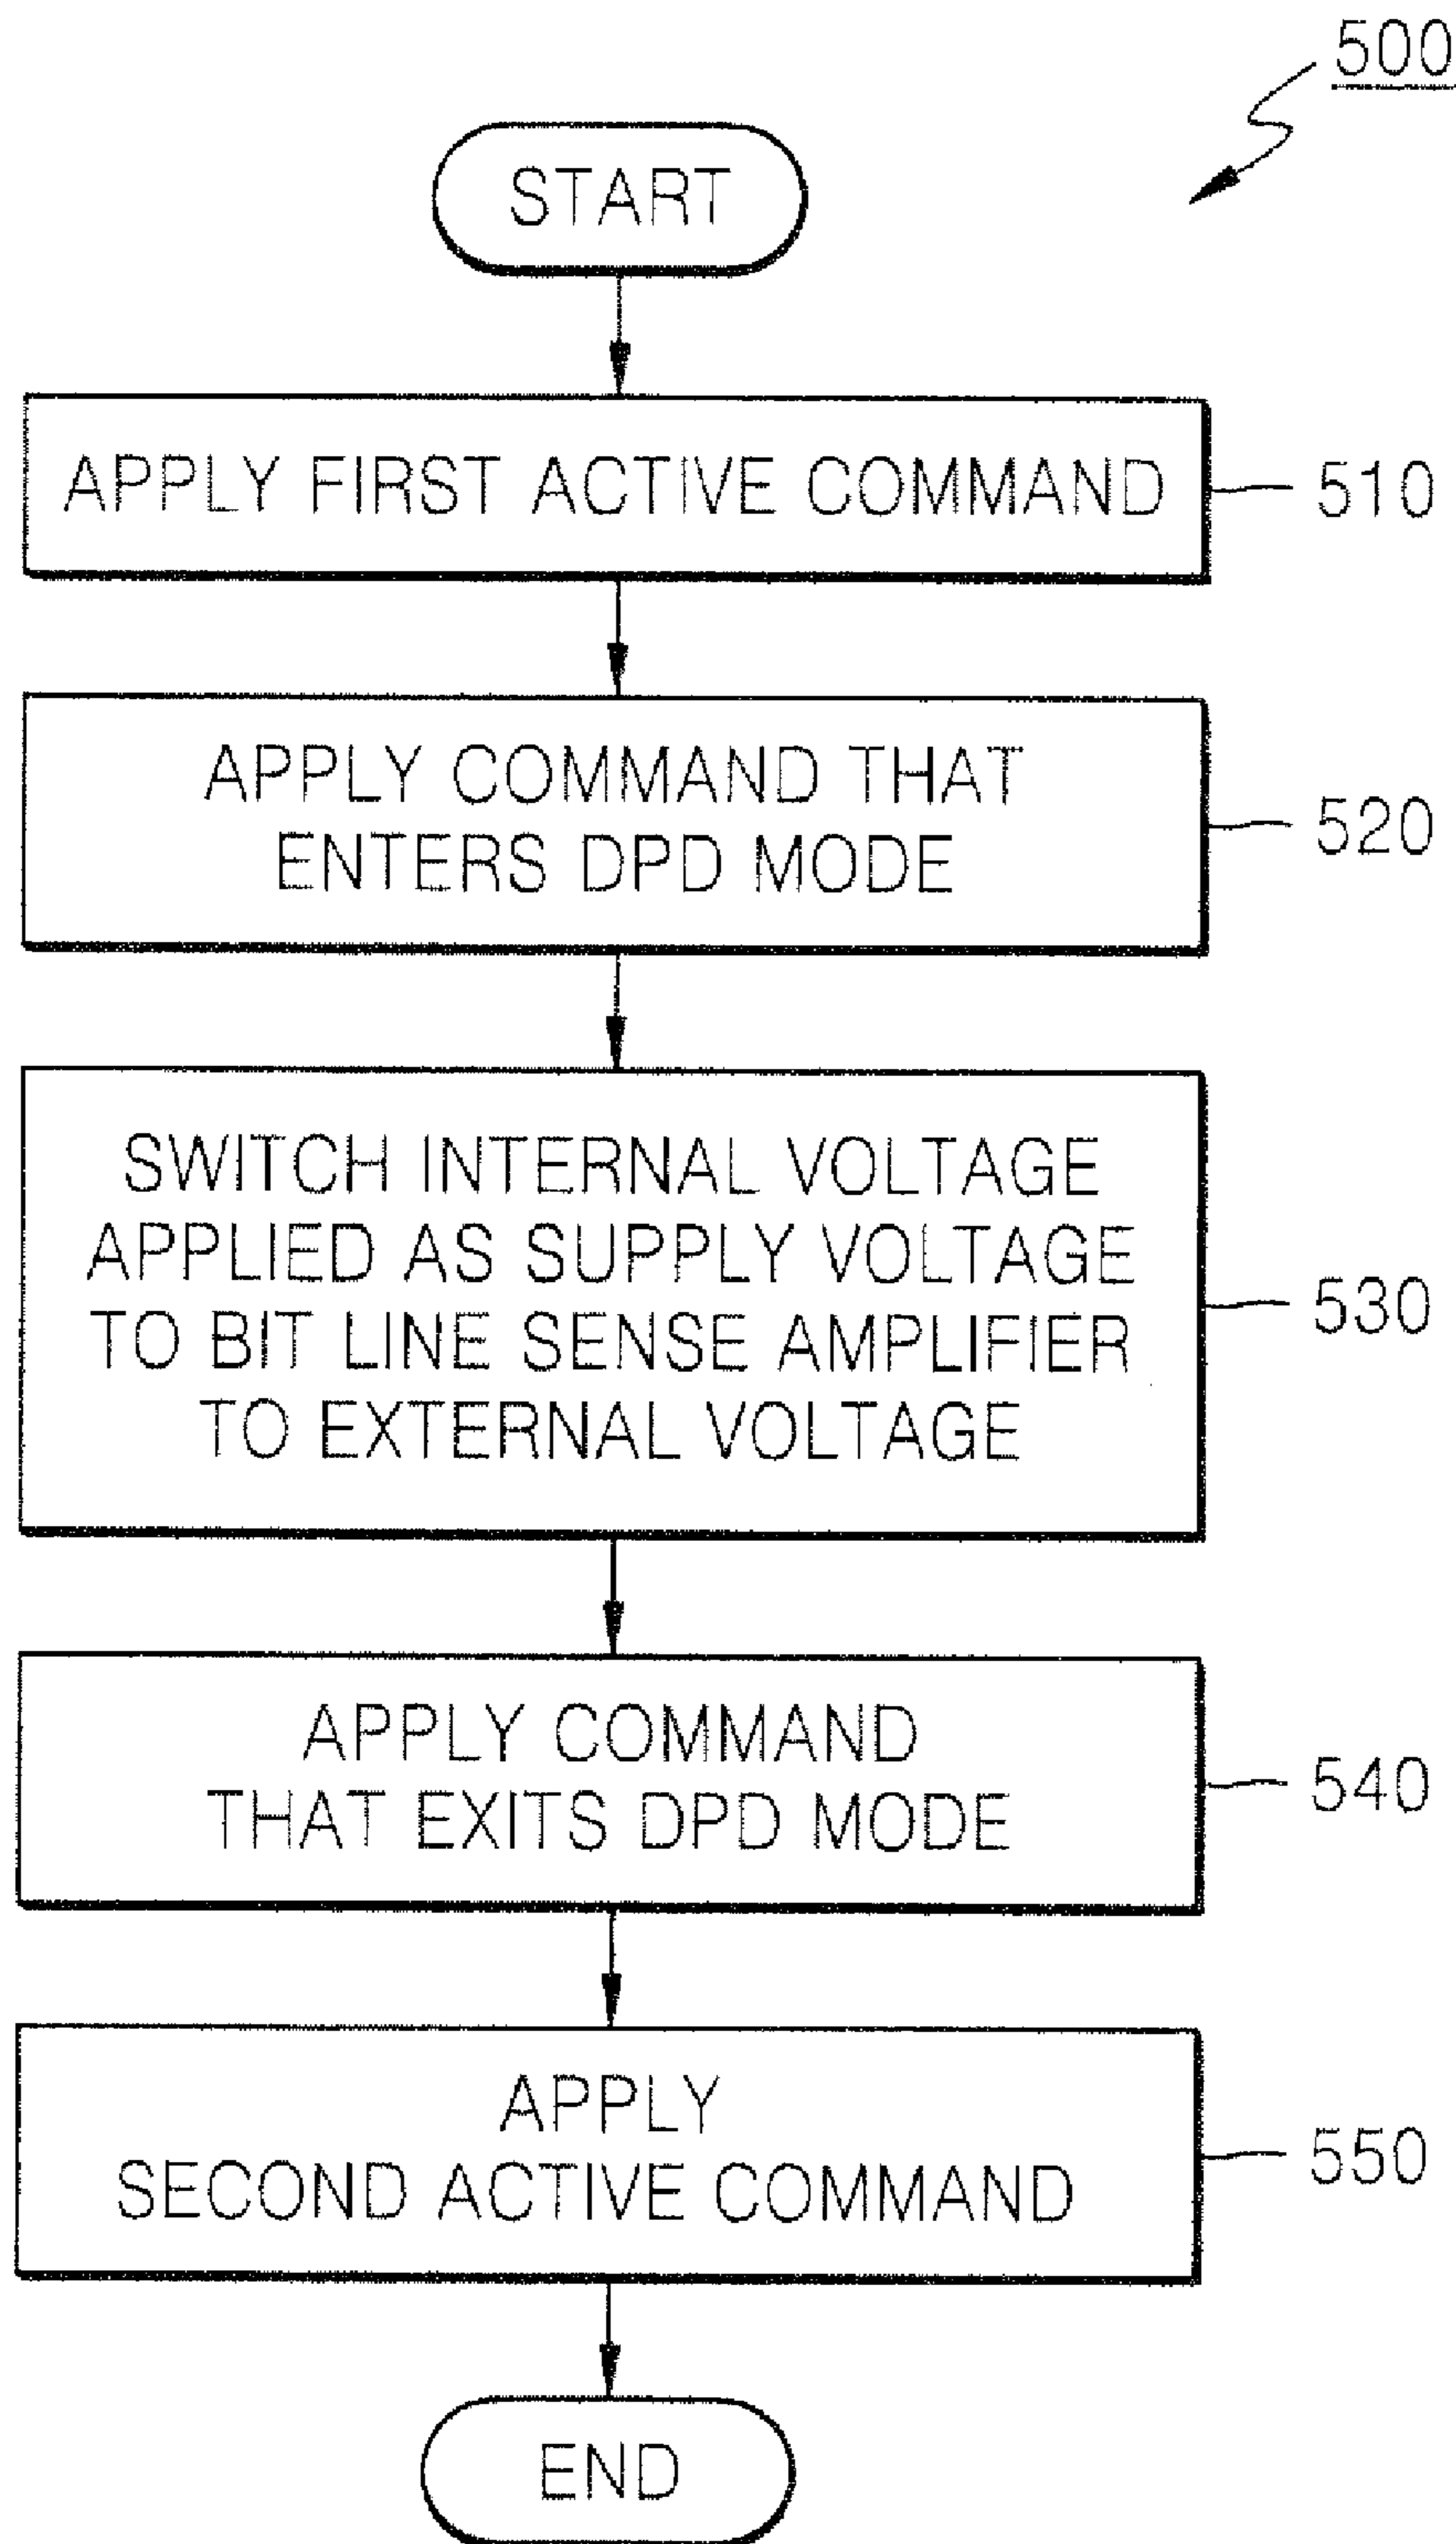 500
START
APPLY FIRST ACTIVE COMMAND
510
APPLY COMMAND THAT
ENTERS DPD MODE
520
SWITCH INTERNAL VOLTAGE
APPLIED AS SUPPLY VOLTAGE
TO BIT LINE SENSE AMPLIFIER
TO EXTERNAL VOLTAGE
530
APPLY COMMAND
THAT EXITS DPD MODE
540
APPLY
SECOND ACTIVE COMMAND
550
END